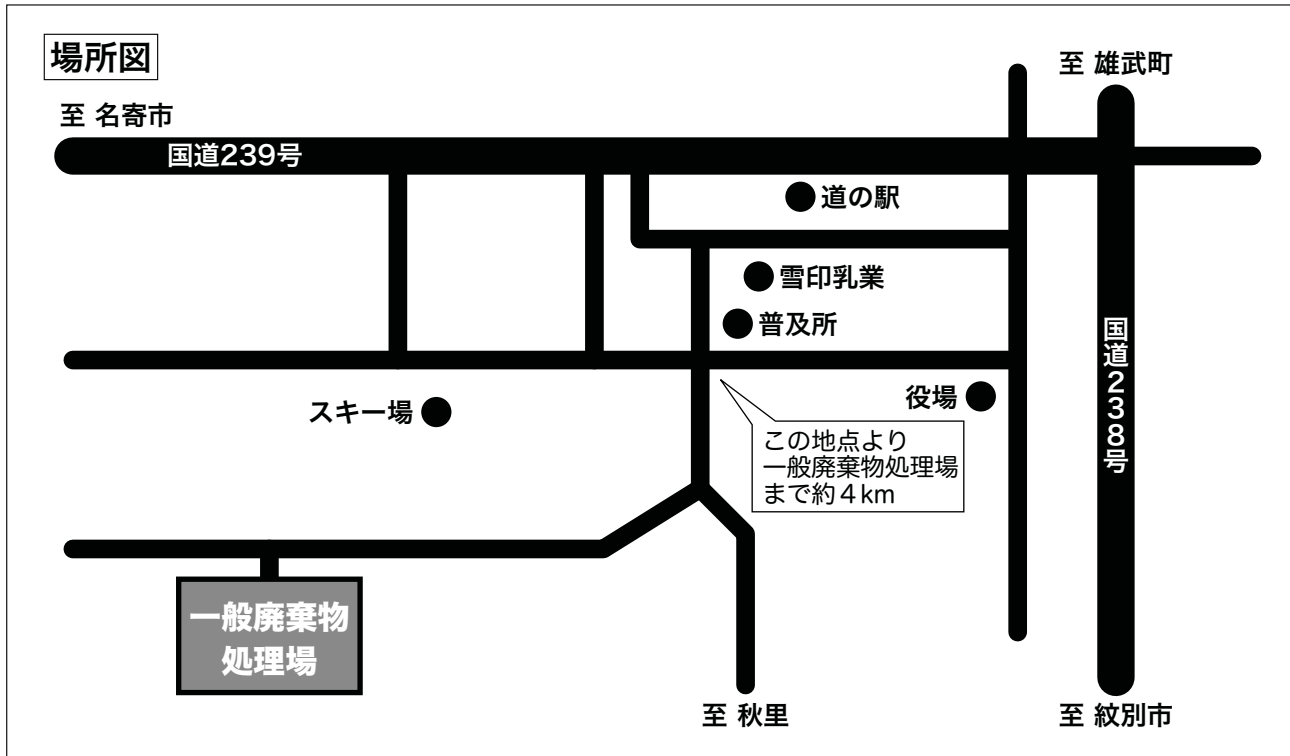 場所図
至 雄武町
至 名寄市
国道239号
道の駅
雪印乳業
普及所
国道238号
スキー場
役場
この地点より
一般廃棄物処理場
まで約4km
一般廃棄物
処理場
至 秋里
至 紋別市